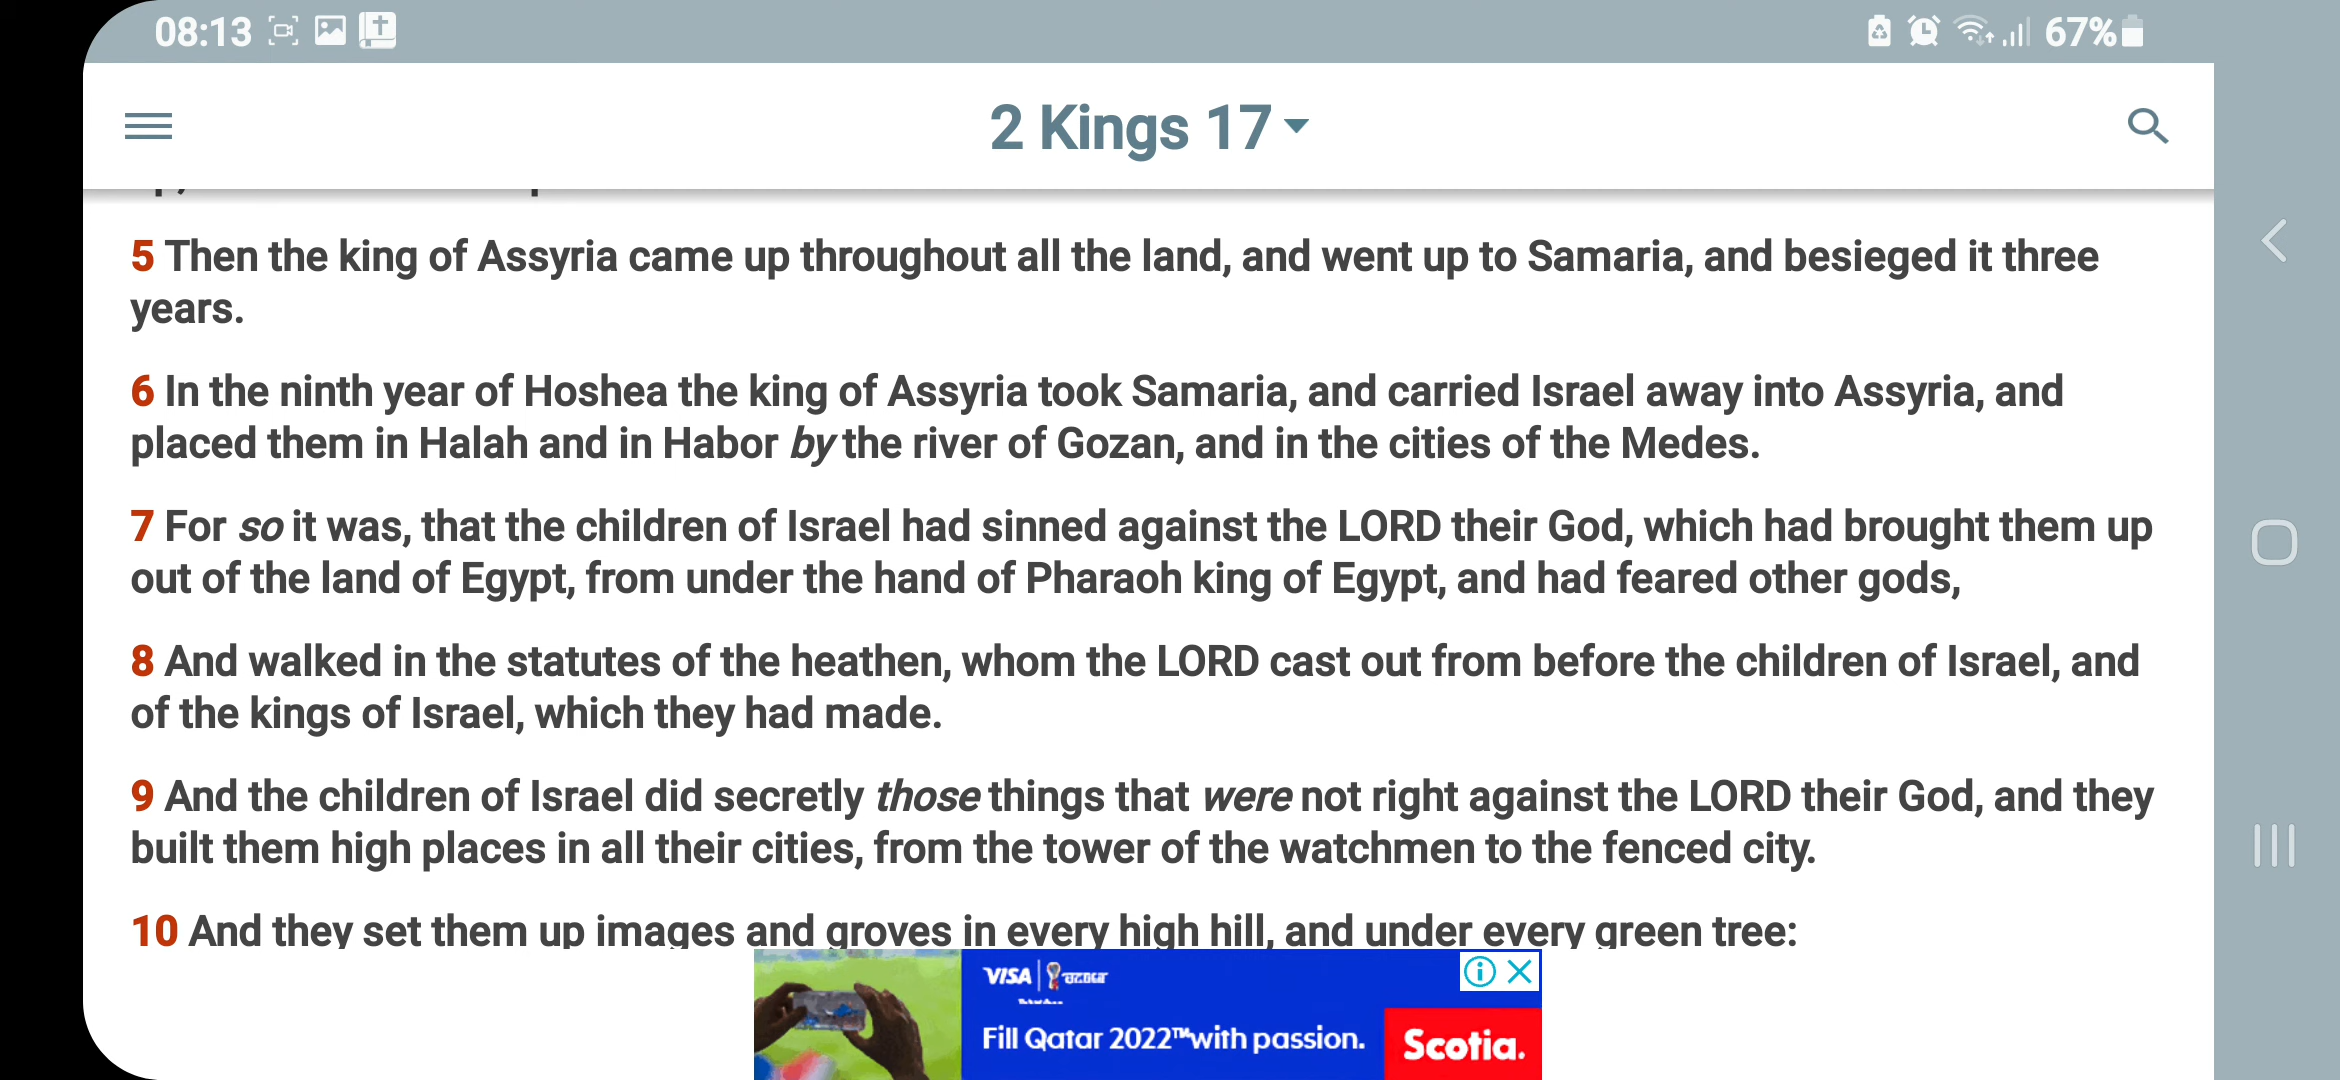 08:13
67%
2 Kings 17
5 Then the king of Assyria came up throughout all the land, and went up to Samaria, and besieged it three
years.
6 In the ninth year of Hoshea the king of Assyria took Samaria, and carried Israel away into Assyria, and
placed them in Halah and in Habor by the river of Gozan, and in the cities of the Medes.
7 For so it was, that the children of Israel had sinned against the LORD their God, which had brought them up
out of the land of Egypt, from under the hand of Pharaoh king of Egypt, and had feared other gods,
8 And walked in the statutes of the heathen, whom the LORD cast out from before the children of Israel, and
of the kings of Israel, which they had made.
9 And the children of Israel did secretly those things that were not right against the LORD their God, and they
built them high places in all their cities, from the tower of the watchmen to the fenced city.
10 And they set them up images and groves in every high hill, and under every green tree:
VISA
Fill Qatar 2022™with passion.
Scotia.